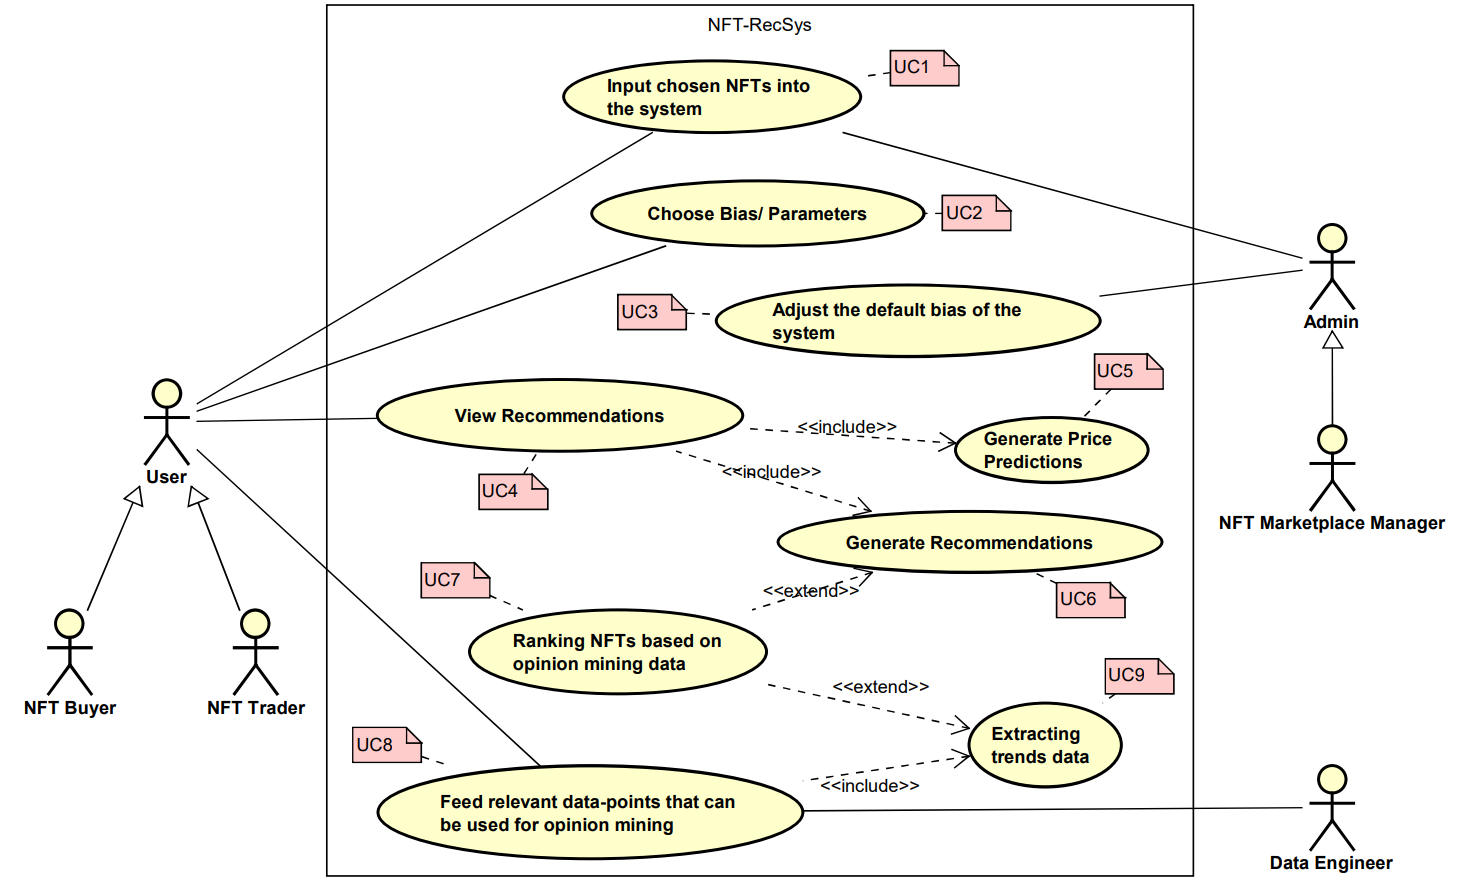 NFT-RecSys
UC1
Input chosen NFTs into
the system
Choose Bias/ Parameters
UC2
UC3
Adjust the default bias of the
system
Admin
UC5
View Recommendations
<<include>>
Generate Price
Predictions
User
<<include>>
UC4
NFT Marketplace Manager
Generate Recommendations
UC7
<<extend>>
UC6
Ranking NFTs based on
opinion mining data
UC9
<<extend>>
NFT Buyer
NFT Trader
UC8
Extracting
trends data
<<include>>
Feed relevant data-points that can
be used for opinion mining
Data Engineer